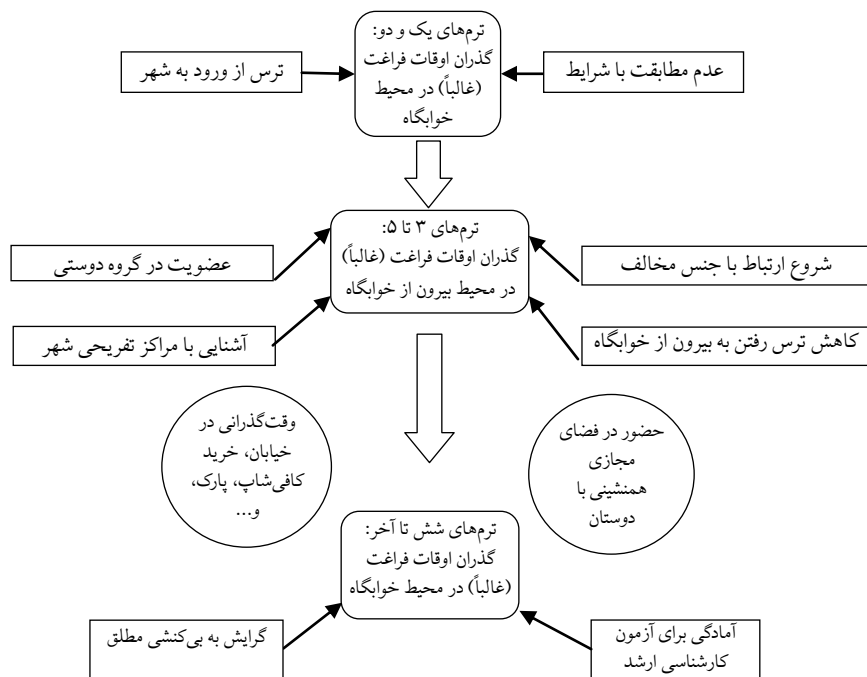 ترم‌های یک و دو:
گذران اوقات فراغت
(غالباً) در محیط
خوابگاه
عدم مطابقت با شرایط
ترس از ورود به شهر
ترم‌های ۳ تا ۵:
گذران اوقات فراغت (غالباً)
در محیط بیرون از خوابگاه
شروع ارتباط با جنس مخالف
عضویت در گروه دوستی
کاهش ترس رفتن به بیرون از خوابگاه
آشنایی با مراکز تفریحی شهر
حضور در فضای
مجازی
همنشینی با
دوستان
وقت‌گذرانی در
خیابان، خرید
کافی‌شاپ، پارک،
و...
ترم‌های شش تا آخر:
گذران اوقات فراغت
(غالباً) در محیط خوابگاه
آمادگی برای آزمون
کارشناسی ارشد
گرایش به بی‌کنشی مطلق